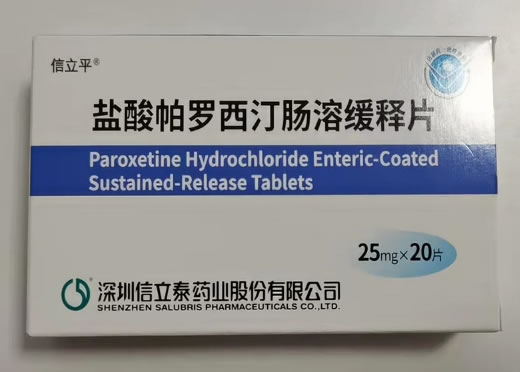 信立平®
盐酸帕罗西汀肠溶缓释片
Paroxetine Hydrochloride Enteric-Coated
Sustained-Release Tablets
25mg×20片
深圳信立泰药业股份有限公司
SHENZHEN SALUBRIS PHARMACEUTICALS CO.,LTD.